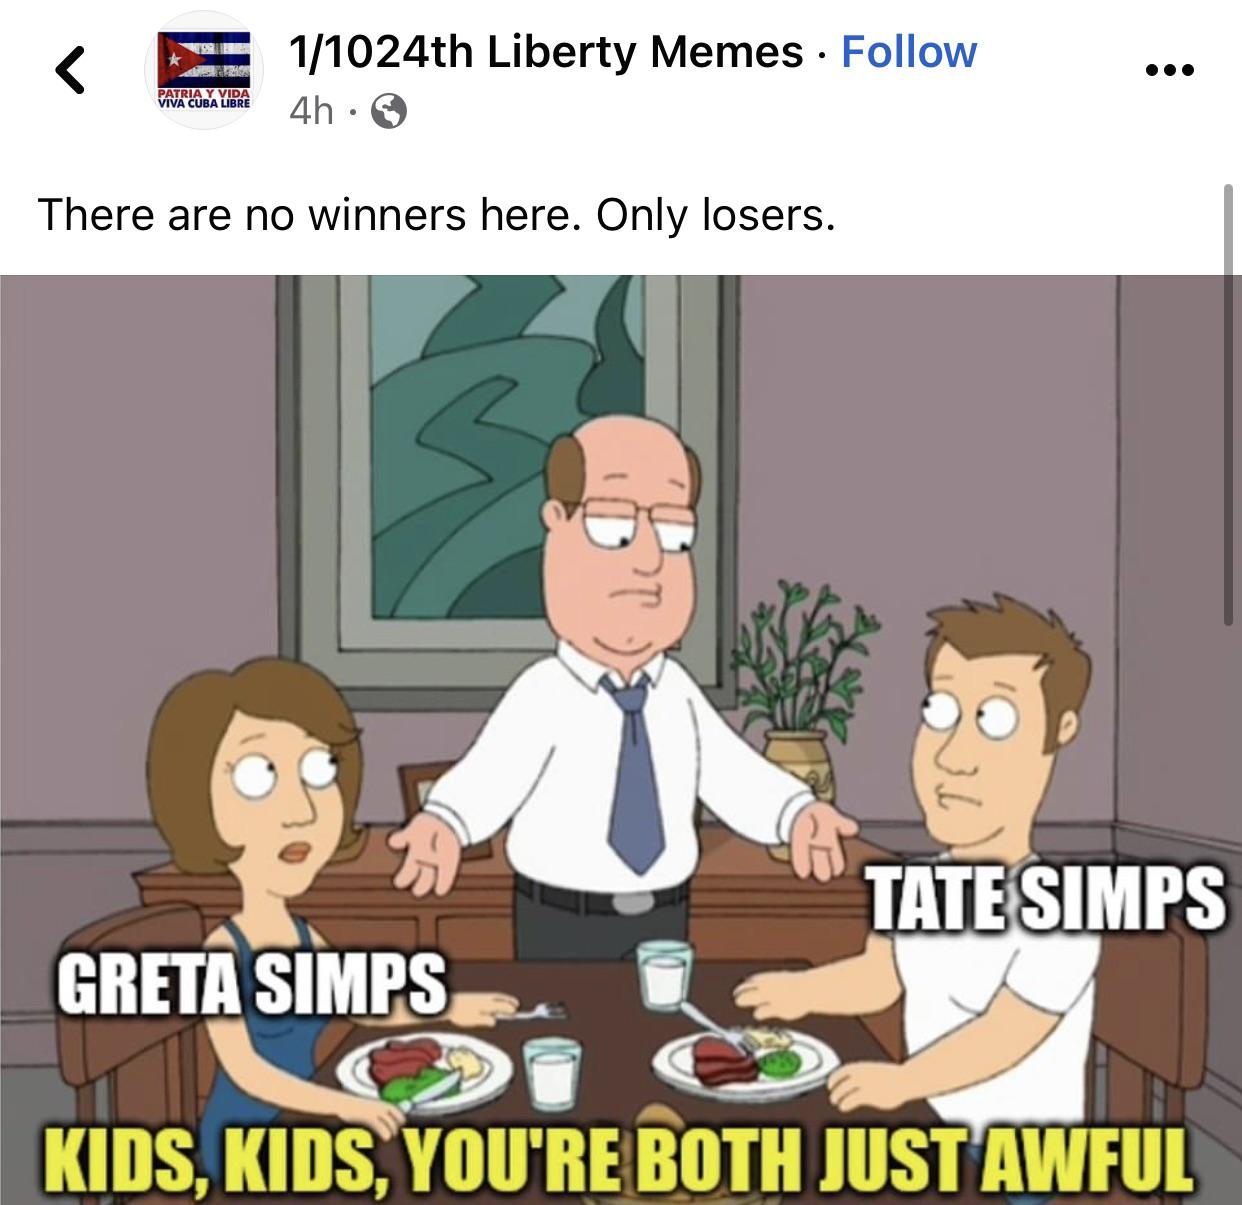 1/1024th Liberty Memes · Follow
PATRIA Y VIDA
VIVA CUBA LIBRE
4h ·
There are no winners here. Only losers.
TATE SIMPS
GRETA SIMPS
KIDS, KIDS, YOU'RE BOTH JUST AWFUL